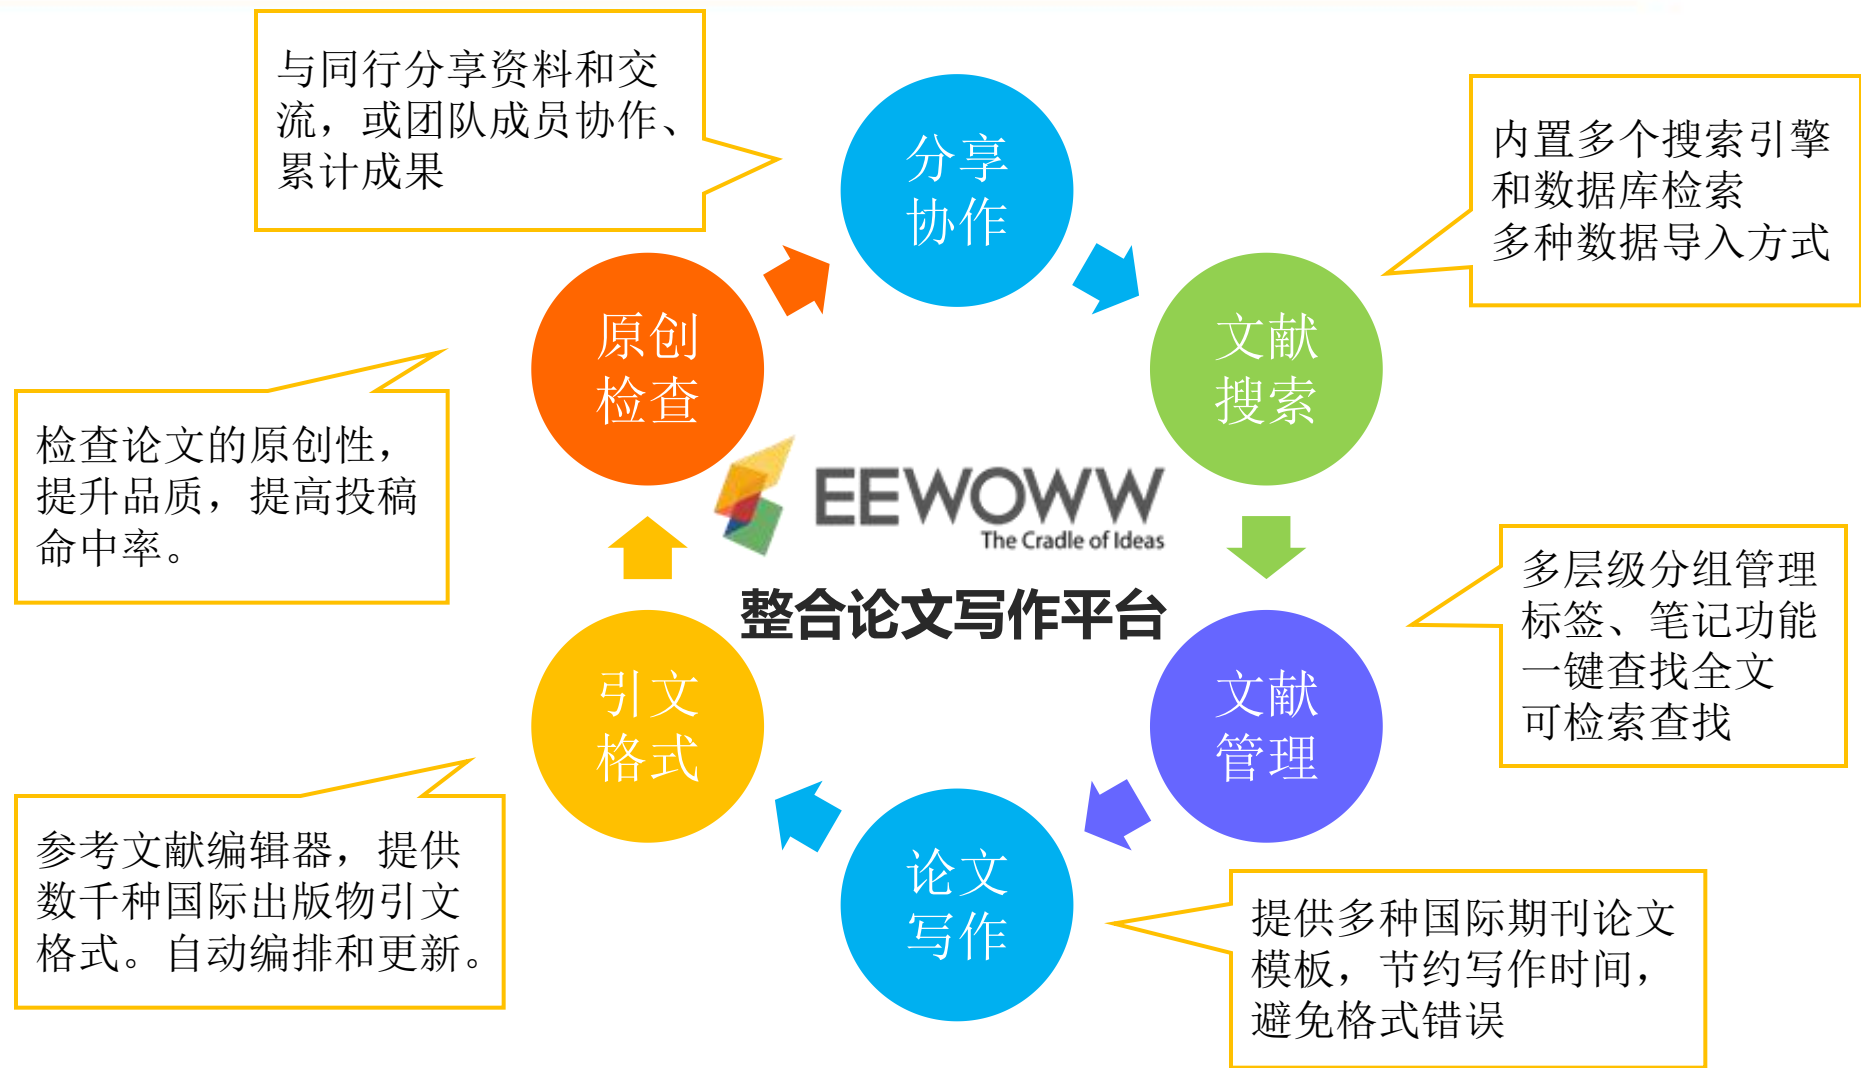 与同行分享资料和交
流，或团队成员协作、
累计成果
分享
协作
内置多个搜索引擎
和数据库检索
多种数据导入方式
文献
搜索
多层级分组管理
标签、笔记功能
一键查找全文
可检索查找
文献
管理
提供多种国际期刊论文
模板，节约写作时间，
避免格式错误
论文
写作
参考文献编辑器，提供
数千种国际出版物引文
格式。自动编排和更新。
引文
格式
检查论文的原创性，
提升品质，提高投稿
命中率。
原创
检查
EEWOWW
The Cradle of Ideas
整合论文写作平台